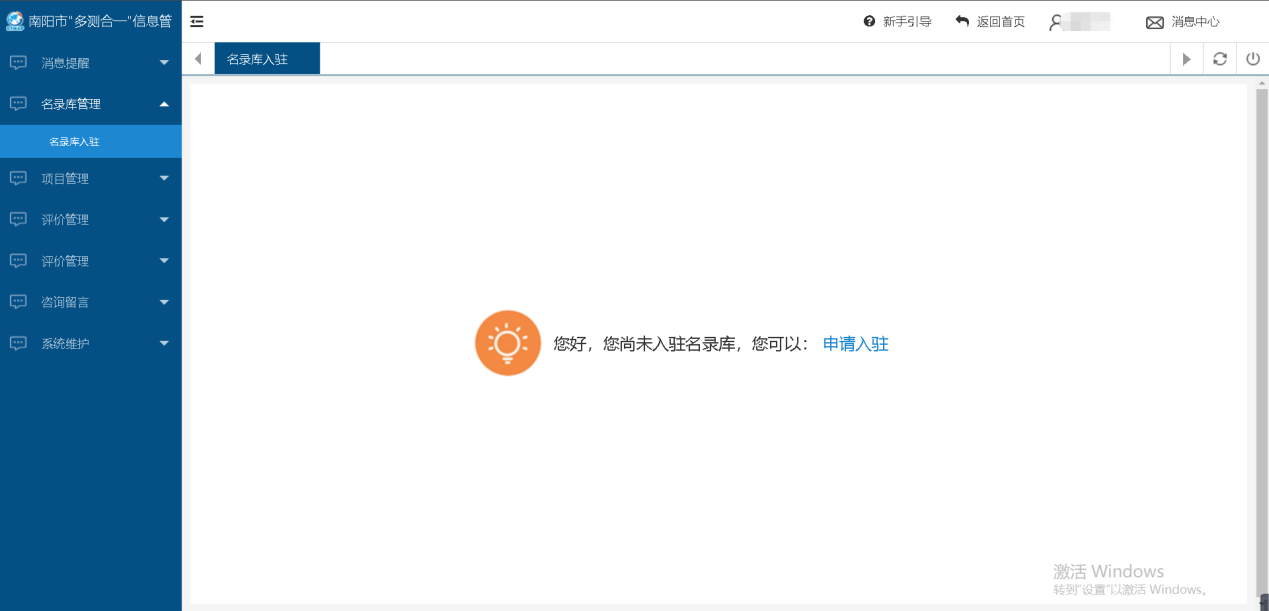 南阳市"多测合一"信息管
新手引导
返回首页
消息中心
消息提醒
名录库入驻
名录库管理
名录库入驻
项目管理
评价管理
评价管理
咨询留言
系统维护
您好，您尚未入驻名录库，您可以： 申请入驻
激活 Windows
转到"设置"以激活 Windows。